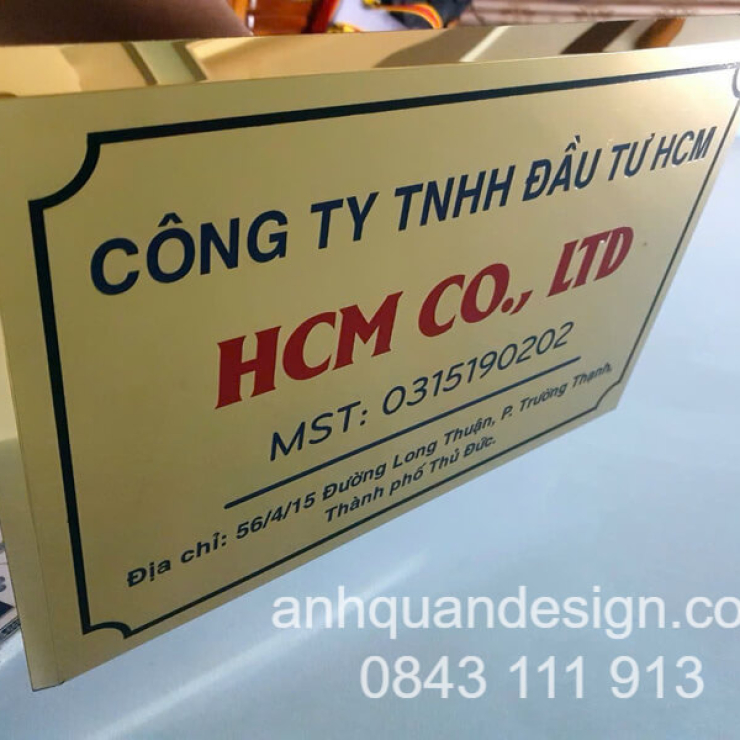 CÔNG TY TNHH ĐẦU TƯ HCM
HCM CO., LTD
MST: 0315190202
Địa chỉ: 56/4/15 Đường Long Thuận, P. Trường Thạnh,
Thành phố Thủ Đức.
anhquandesign.co
0843 111 913